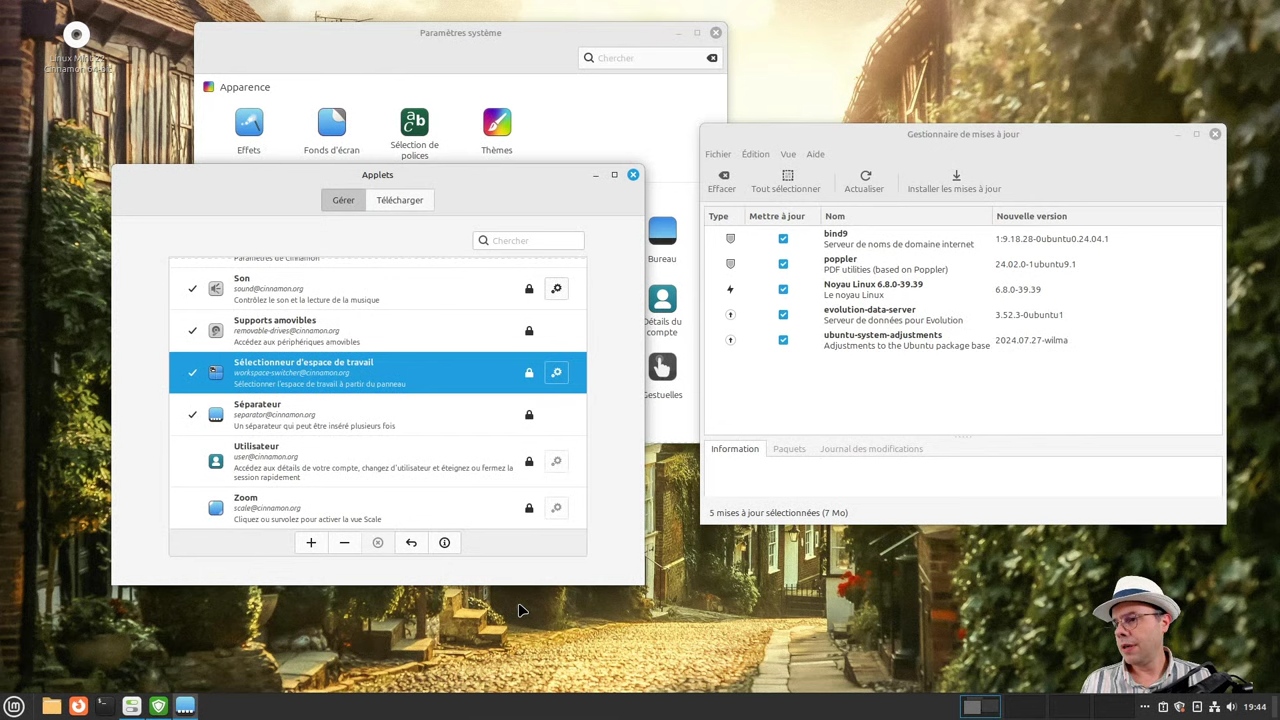 Linux Mint 22
Cinnamon 64-bit
Paramètres système
Chercher
Apparence
Effets
Fonds d'écran
Sélection de
polices
Thèmes
Bureau
Détails du
compte
Gestuelles
Applets
Gérer
Télécharger
Chercher
Paramètres de Cinnamon
Son
sound@cinnamon.org
Contrôlez le son et la lecture de la musique
Supports amovibles
removable-drives@cinnamon.org
Accédez aux périphériques amovibles
Sélectionneur d'espace de travail
workspace-switcher@cinnamon.org
Sélectionner l'espace de travail à partir du panneau
Séparateur
separator@cinnamon.org
Un séparateur qui peut être inséré plusieurs fois
Utilisateur
user@cinnamon.org
Accédez aux détails de votre compte, changez d'utilisateur et éteignez ou fermez la
session rapidement
Zoom
scale@cinnamon.org
Cliquez ou survolez pour activer la vue Scale
Gestionnaire de mises à jour
Fichier Édition Vue Aide
Effacer Tout sélectionner Actualiser Installer les mises à jour
Type Mettre à jour Nom Nouvelle version
bind9
Serveur de noms de domaine internet
1:9.18.28-0ubuntu0.24.04.1
poppler
PDF utilities (based on Poppler)
24.02.0-1ubuntu9.1
Noyau Linux 6.8.0-39.39
Le noyau Linux
6.8.0-39.39
evolution-data-server
Serveur de données pour Evolution
3.52.3-0ubuntu1
ubuntu-system-adjustments
Adjustments to the Ubuntu package base
2024.07.27-wilma
Information Paquets Journal des modifications
5 mises à jour sélectionnées (7 Mo)
19:44